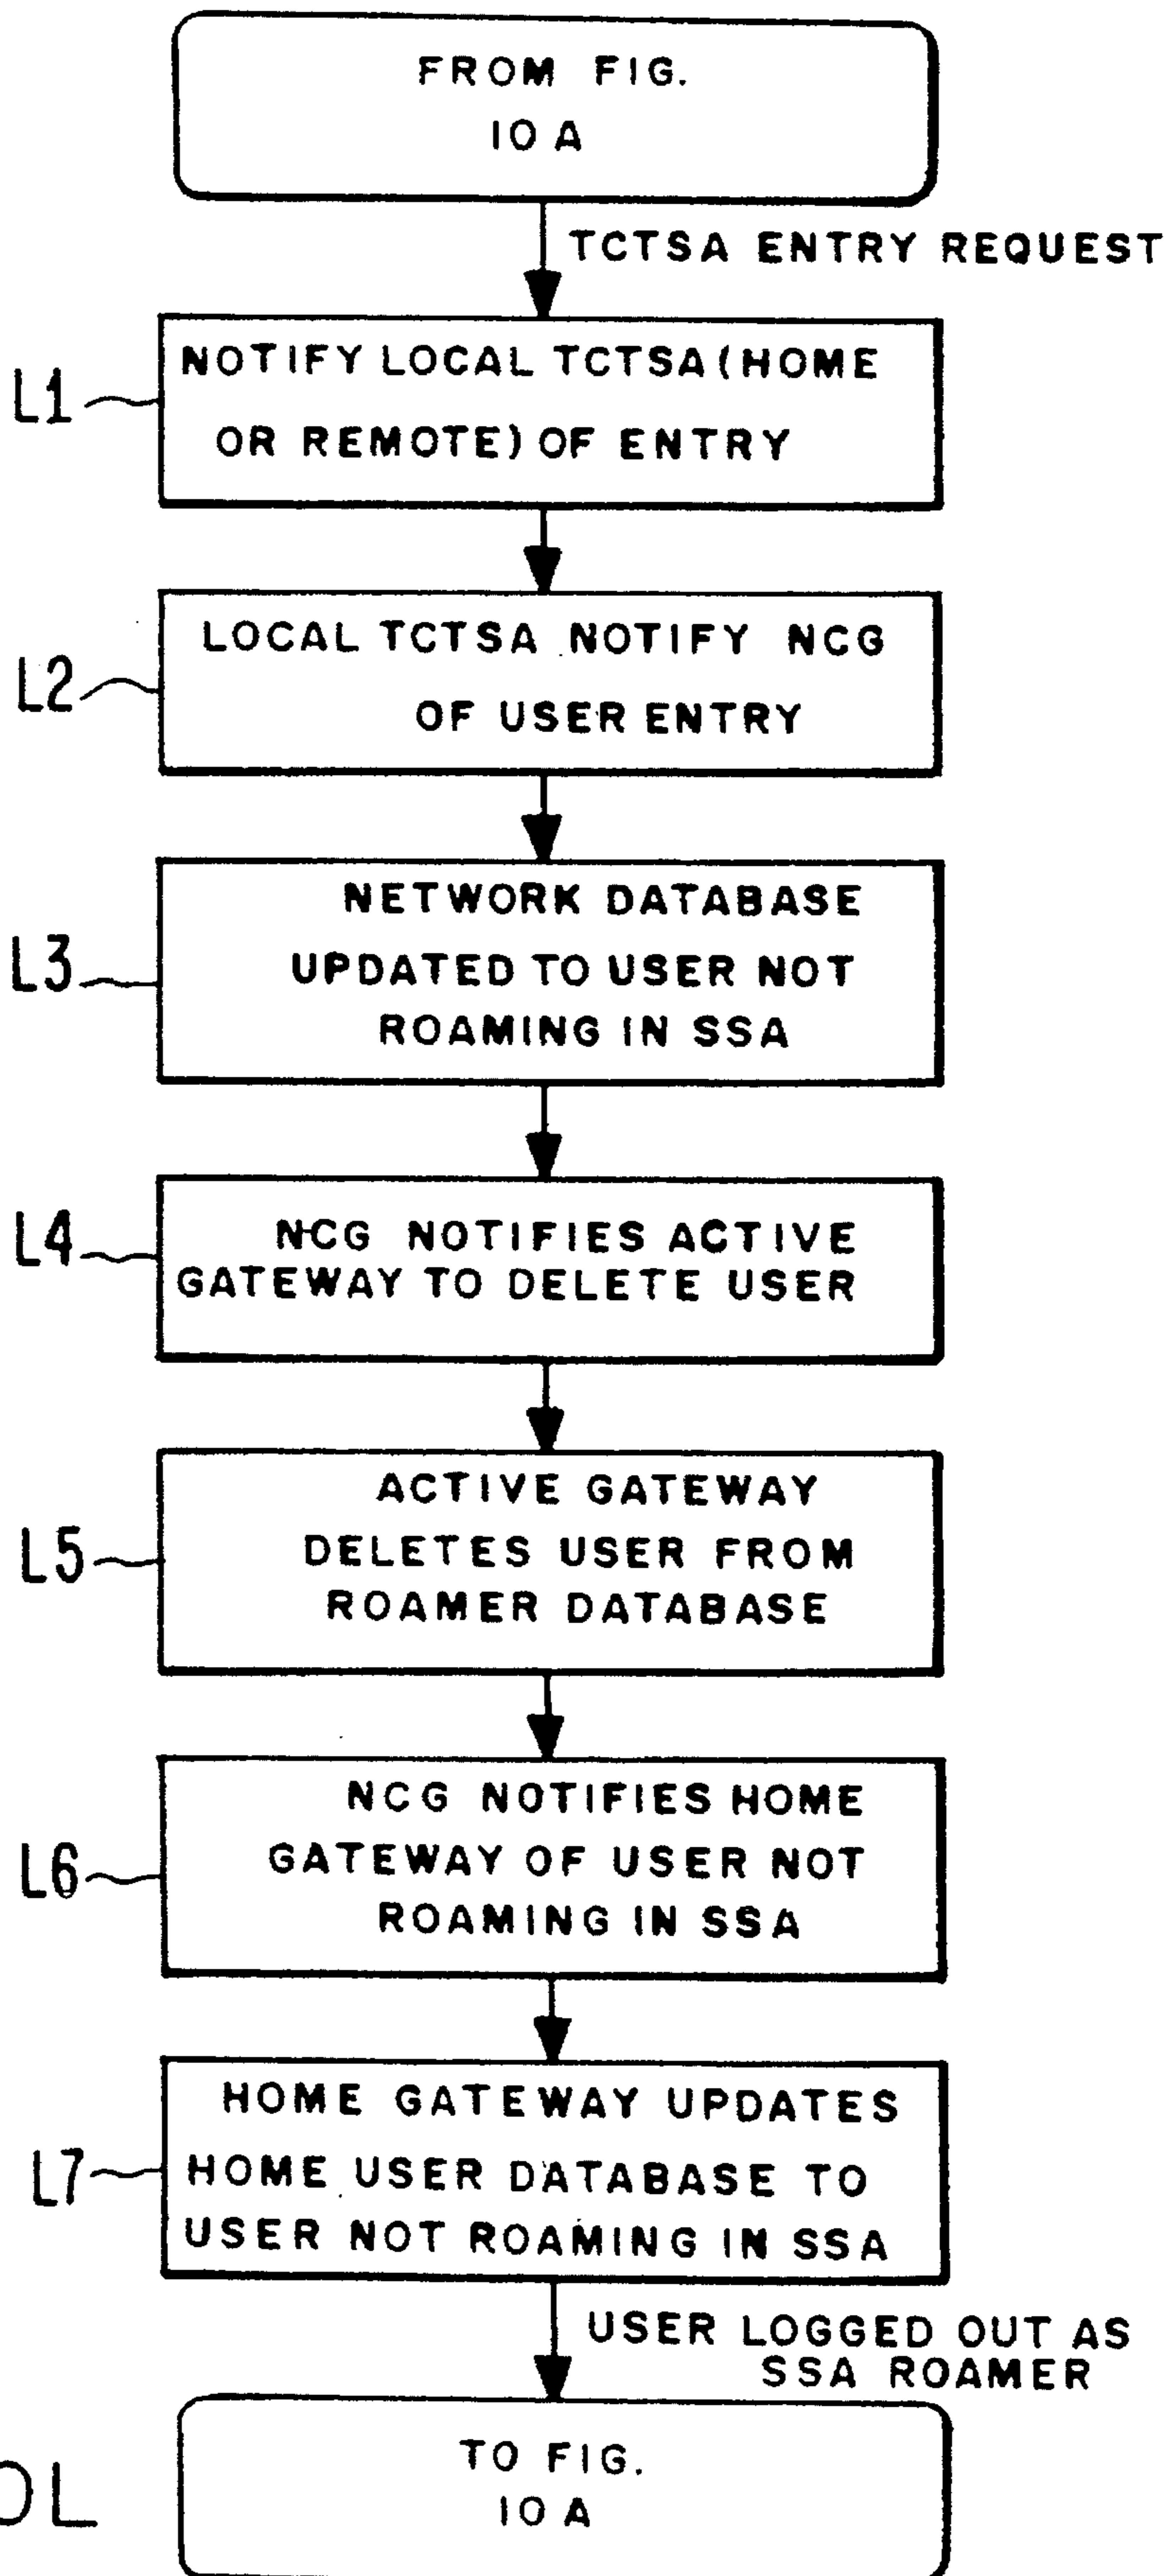 FROM FIG.
10 A
TCTSA ENTRY REQUEST
L1
NOTIFY LOCAL TCTSA (HOME
OR REMOTE) OF ENTRY
L2
LOCAL TCTSA NOTIFY NCG
OF USER ENTRY
L3
NETWORK DATABASE
UPDATED TO USER NOT
ROAMING IN SSA
L4
NCG NOTIFIES ACTIVE
GATEWAY TO DELETE USER
L5
ACTIVE GATEWAY
DELETES USER FROM
ROAMER DATABASE
L6
NCG NOTIFIES HOME
GATEWAY OF USER NOT
ROAMING IN SSA
L7
HOME GATEWAY UPDATES
HOME USER DATABASE TO
USER NOT ROAMING IN SSA
USER LOGGED OUT AS
SSA ROAMER
TO FIG.
10 A